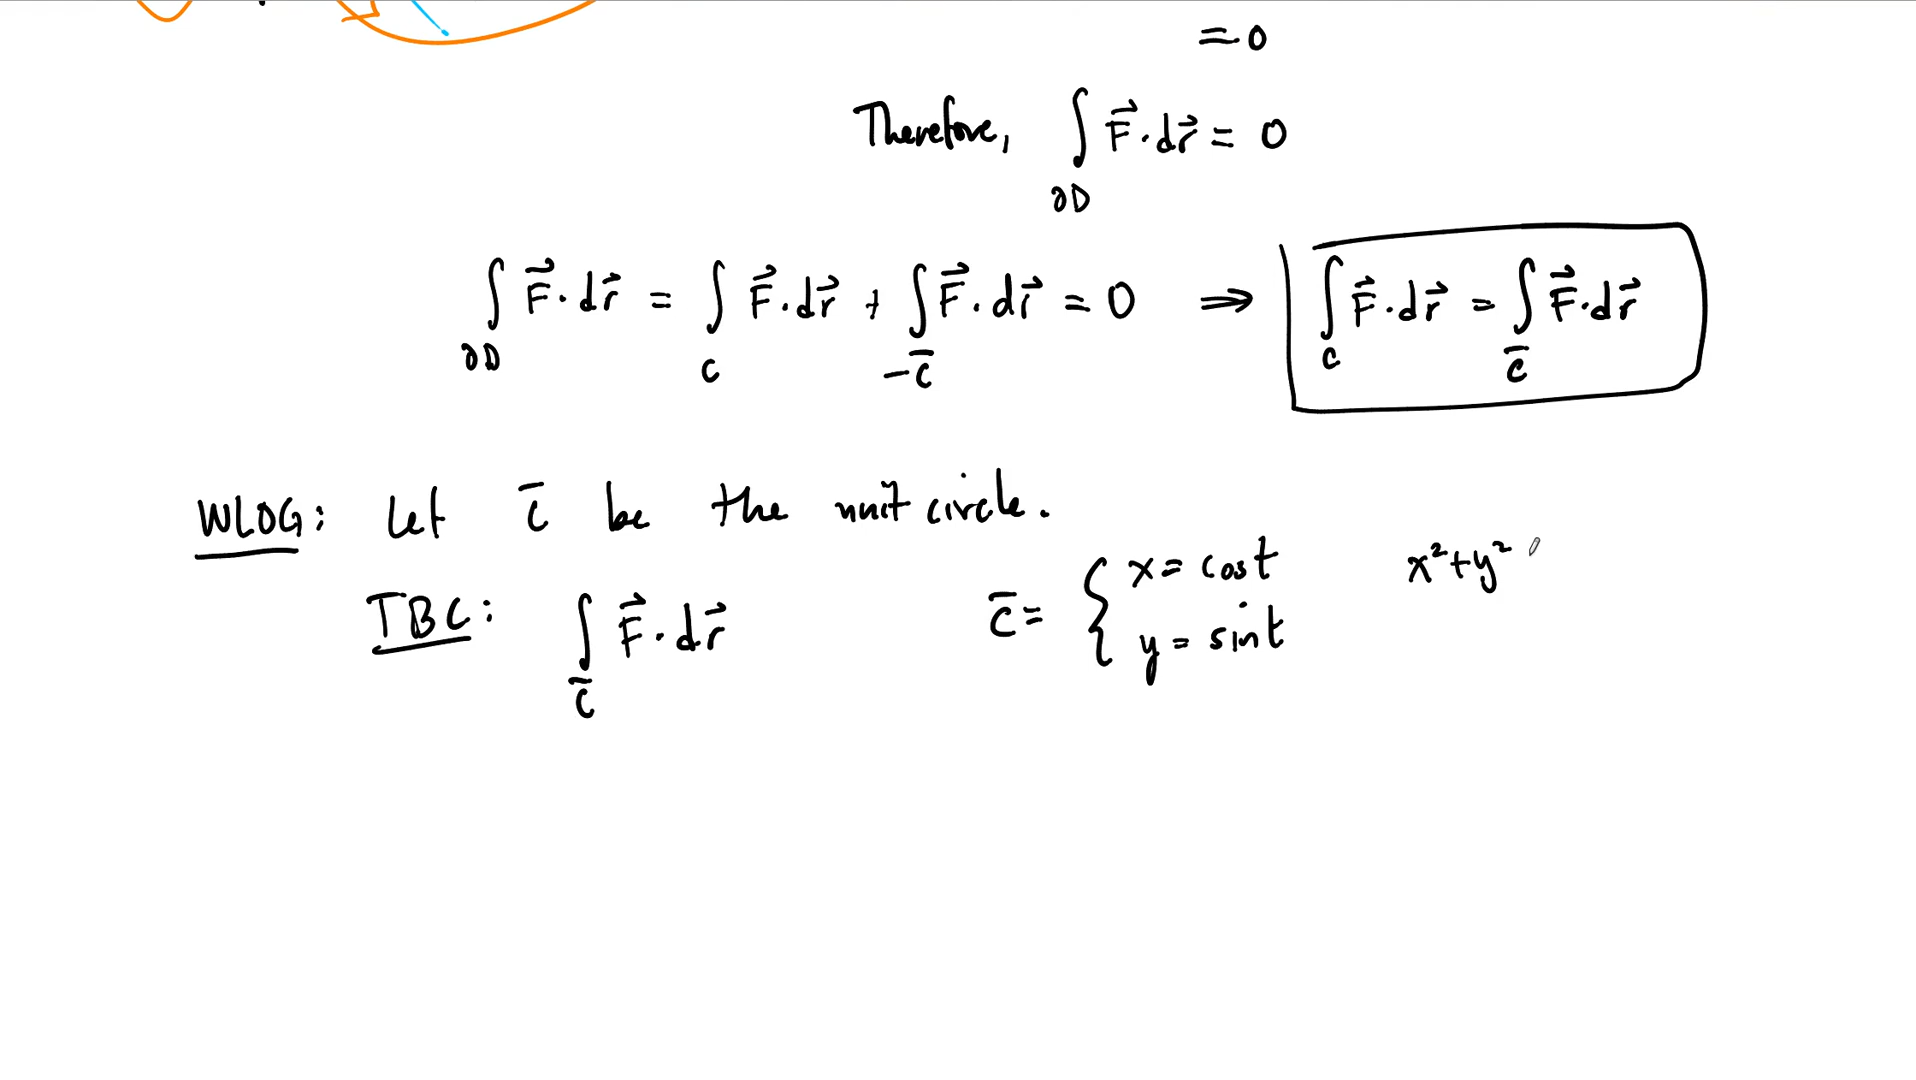 = 0
Therefore, ∫_{∂D} F⃗ · dr⃗ = 0
∫_{∂D} F⃗ · dr⃗ = ∫_C F⃗ · dr⃗ + ∫_{-C̄} F⃗ · dr⃗ = 0 ⇒ ∫_C F⃗ · dr⃗ = ∫_{C̄} F⃗ · dr⃗
WLOG: Let C̄ be the unit circle.
TBC: ∫_{C̄} F⃗ · dr⃗ C̄ = { x = cos t y = sin t x² + y²